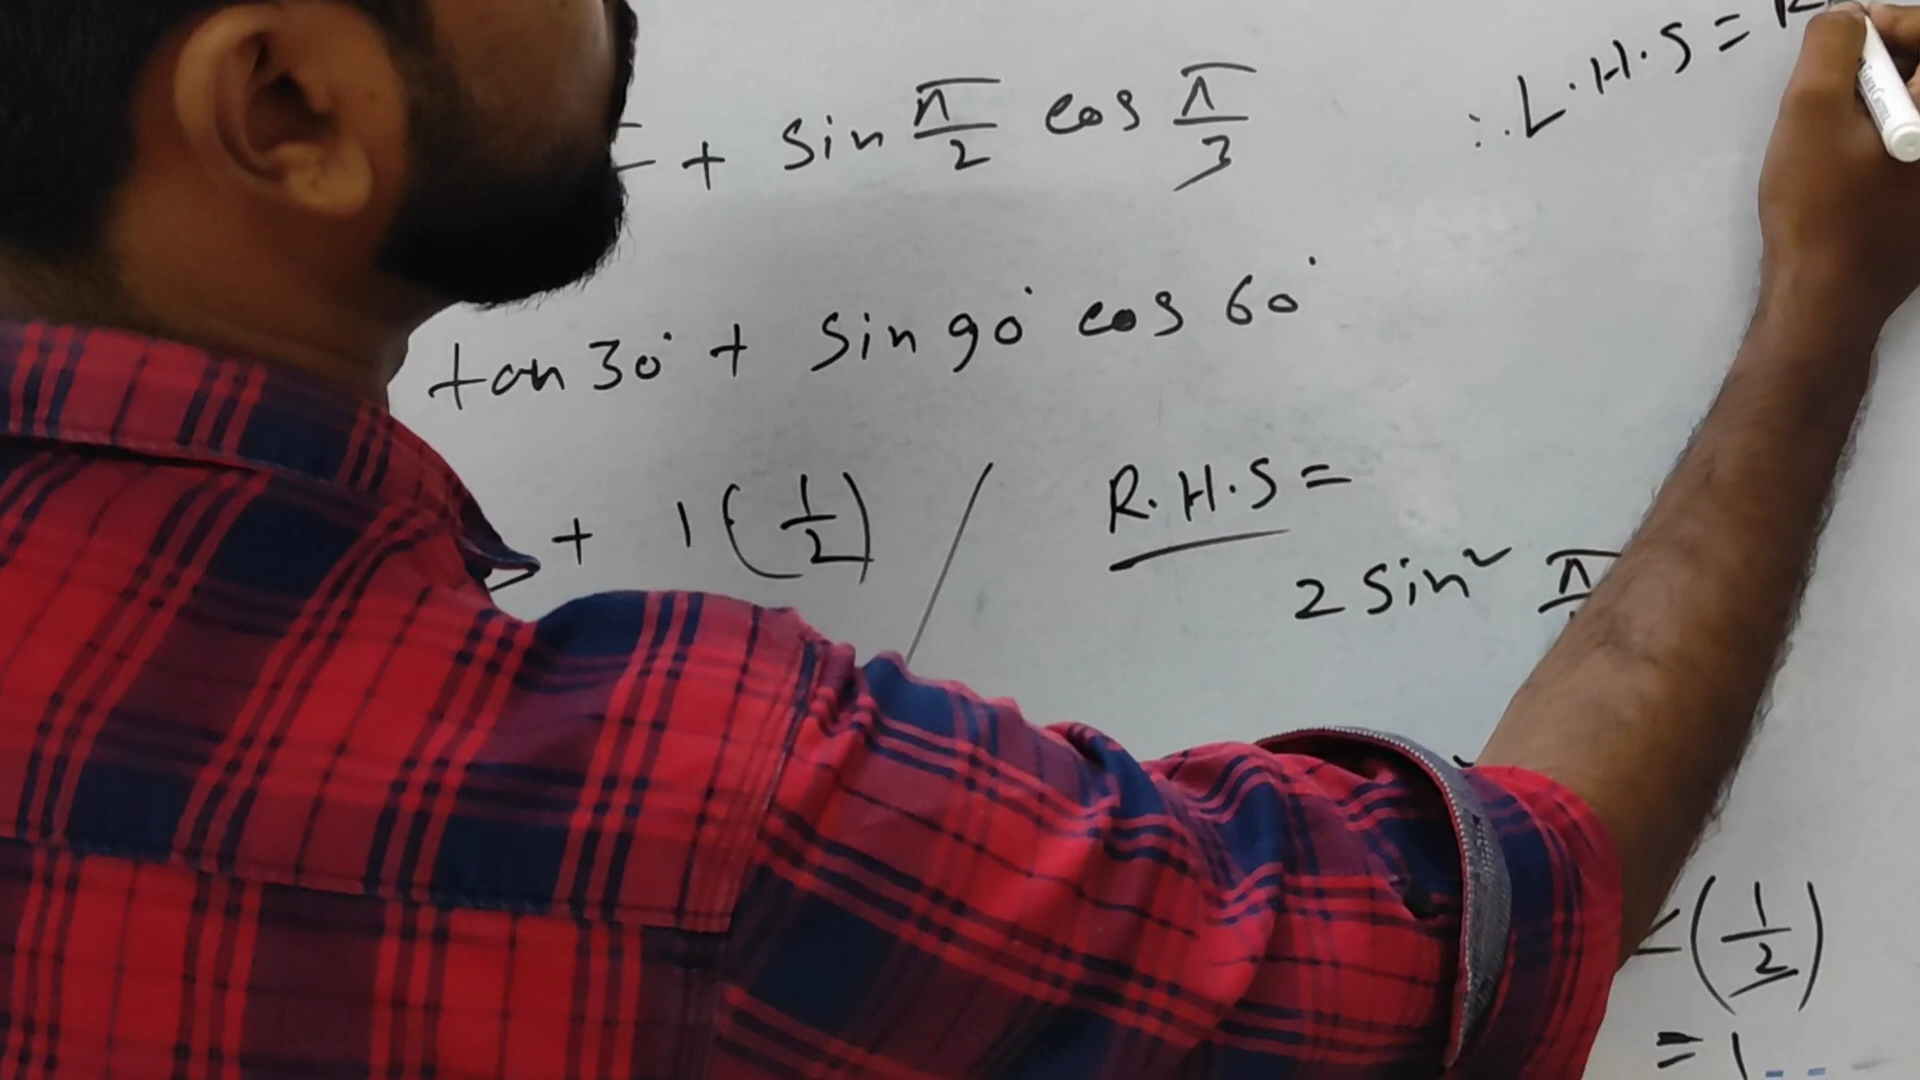 + sin π/2 cos π/3
∴ L.H.S = R
tan 30° + sin 90° cos 60°
+ 1 (1/2)
R.H.S =
2 sin² π
(1/2)
= 1